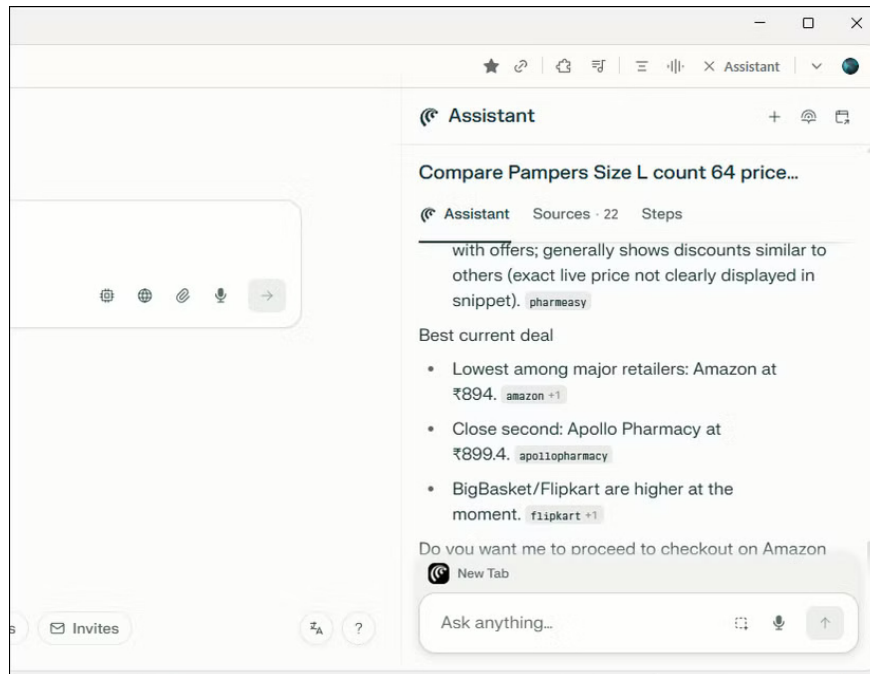 Assistant
Assistant
Compare Pampers Size L count 64 price...
Assistant
Sources · 22
Steps
with offers; generally shows discounts similar to
others (exact live price not clearly displayed in
snippet). pharmeasy
Best current deal
• Lowest among major retailers: Amazon at
₹894. amazon +1
• Close second: Apollo Pharmacy at
₹899.4. apollopharmacy
• BigBasket/Flipkart are higher at the
moment. flipkart +1
Do you want me to proceed to checkout on Amazon
New Tab
Ask anything...
s
Invites
?